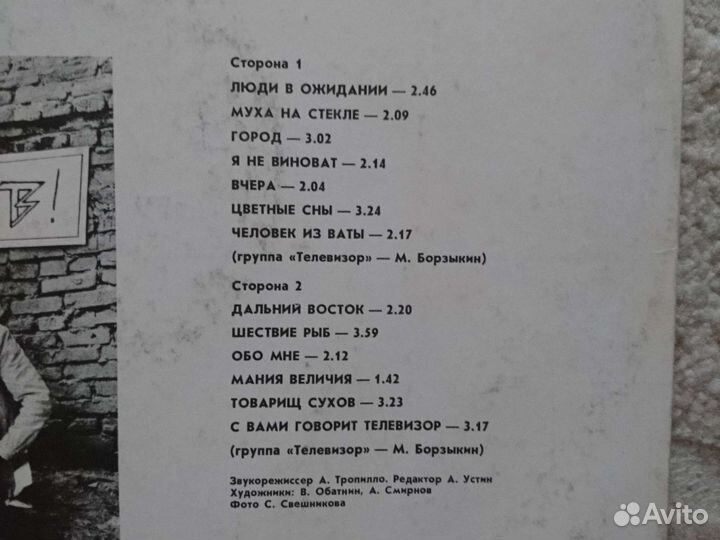 Сторона 1
ЛЮДИ В ОЖИДАНИИ — 2.46
МУХА НА СТЕКЛЕ — 2.09
ГОРОД — 3.02
Я НЕ ВИНОВАТ — 2.14
ВЧЕРА — 2.04
ЦВЕТНЫЕ СНЫ — 3.24
ЧЕЛОВЕК ИЗ ВАТЫ — 2.17
(группа «Телевизор» — М. Борзыкин)
Сторона 2
ДАЛЬНИЙ ВОСТОК — 2.20
ШЕСТВИЕ РЫБ — 3.59
ОБО МНЕ — 2.12
МАНИЯ ВЕЛИЧИЯ — 1.42
ТОВАРИЩ СУХОВ — 3.23
С ВАМИ ГОВОРИТ ТЕЛЕВИЗОР — 3.17
(группа «Телевизор» — М. Борзыкин)
Звукорежиссер А. Тропилло. Редактор А. Устин
Художники: В. Обатнин, А. Смирнов
Фото С. Свешникова
Avito